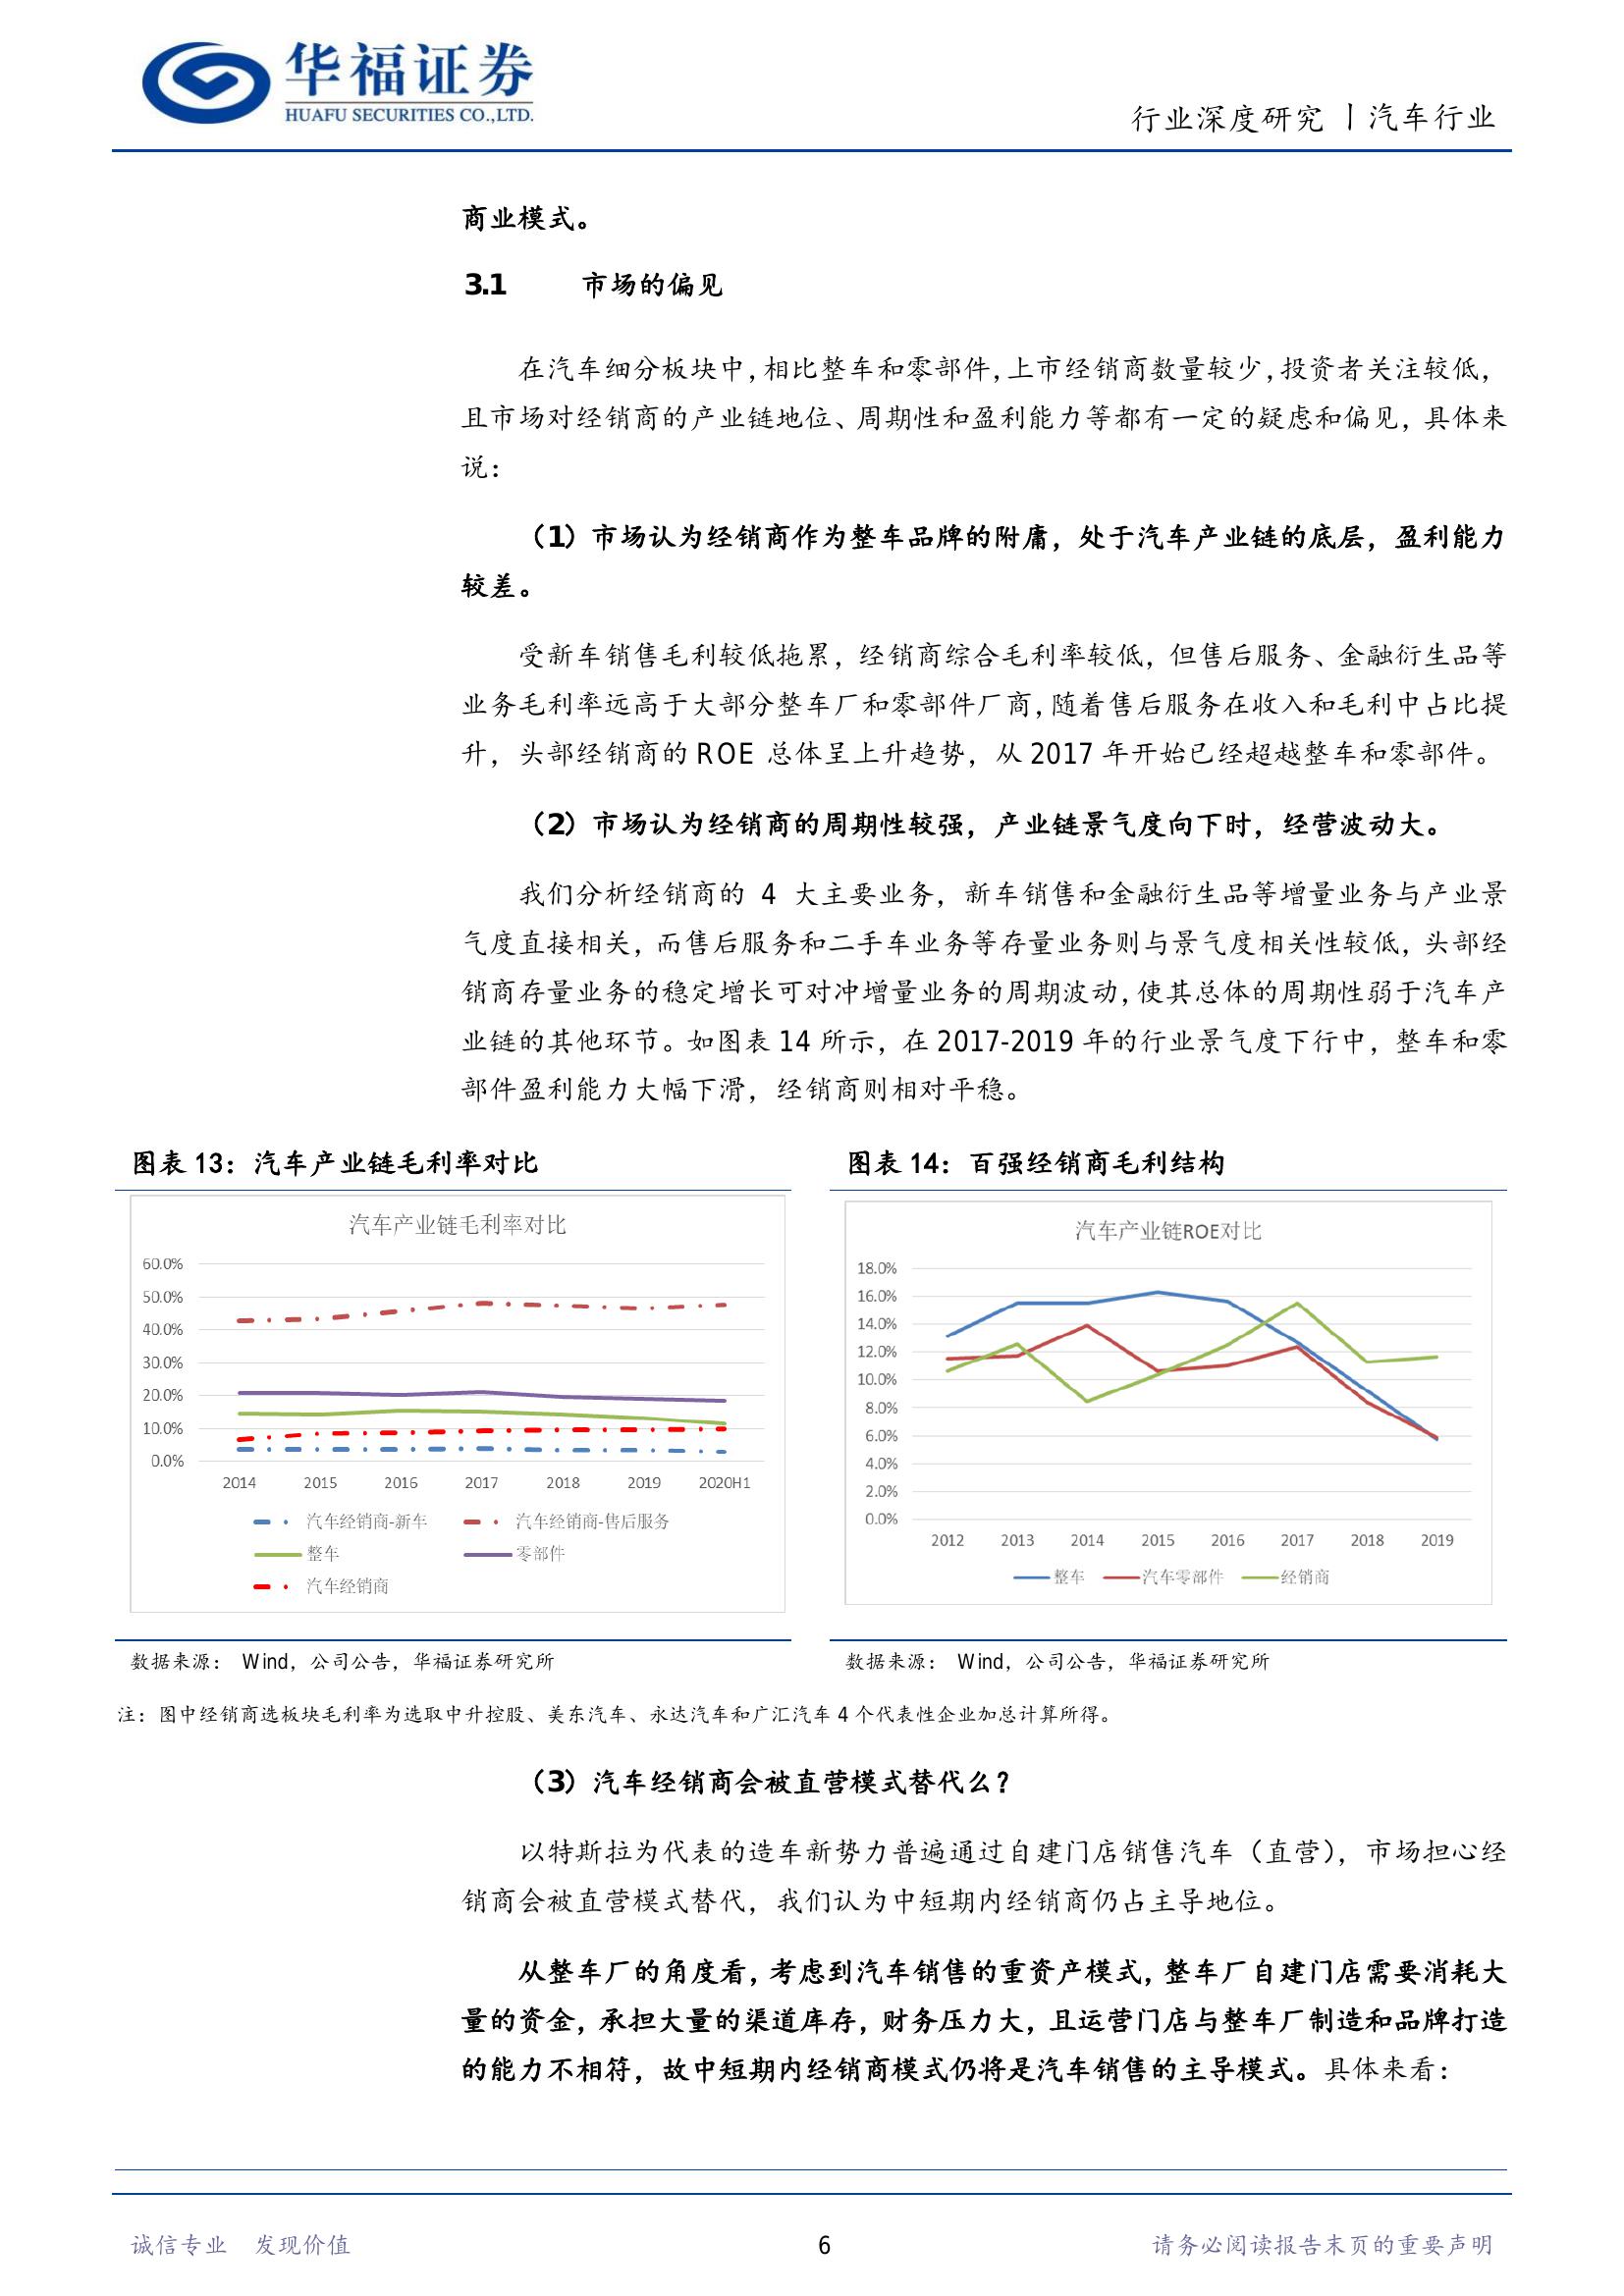 华福证券
HUAFU SECURITIES CO.,LTD.
行业深度研究丨汽车行业
商业模式。
3.1 市场的偏见
在汽车细分板块中，相比整车和零部件，上市经销商数量较少，投资者关注较低，
且市场对经销商的产业链地位、周期性和盈利能力等都有一定的疑虑和偏见，具体来
说：
（1）市场认为经销商作为整车品牌的附庸，处于汽车产业链的底层，盈利能力
较差。
受新车销售毛利较低拖累，经销商综合毛利率较低，但售后服务、金融衍生品等
业务毛利率远高于大部分整车厂和零部件厂商，随着售后服务在收入和毛利中占比提
升，头部经销商的 ROE 总体呈上升趋势，从 2017 年开始已经超越整车和零部件。
（2）市场认为经销商的周期性较强，产业链景气度向下时，经营波动大。
我们分析经销商的 4 大主要业务，新车销售和金融衍生品等增量业务与产业景
气度直接相关，而售后服务和二手车业务等存量业务则与景气度相关性较低，头部经
销商存量业务的稳定增长可对冲增量业务的周期波动，使其总体的周期性弱于汽车产
业链的其他环节。如图表 14 所示，在 2017-2019 年的行业景气度下行中，整车和零
部件盈利能力大幅下滑，经销商则相对平稳。
图表 13：汽车产业链毛利率对比
汽车产业链毛利率对比
60.0%
50.0%
40.0%
30.0%
20.0%
10.0%
0.0%
2014 2015 2016 2017 2018 2019 2020H1
汽车经销商-新车 汽车经销商-售后服务
整车 零部件
汽车经销商
数据来源： Wind，公司公告，华福证券研究所
图表 14：百强经销商毛利结构
汽车产业链ROE对比
18.0%
16.0%
14.0%
12.0%
10.0%
8.0%
6.0%
4.0%
2.0%
0.0%
2012 2013 2014 2015 2016 2017 2018 2019
整车 汽车零部件 经销商
数据来源： Wind，公司公告，华福证券研究所
注：图中经销商选板块毛利率为选取中升控股、美东汽车、永达汽车和广汇汽车 4 个代表性企业加总计算所得。
（3）汽车经销商会被直营模式替代么？
以特斯拉为代表的造车新势力普遍通过自建门店销售汽车（直营），市场担心经
销商会被直营模式替代，我们认为中短期内经销商仍占主导地位。
从整车厂的角度看，考虑到汽车销售的重资产模式，整车厂自建门店需要消耗大
量的资金，承担大量的渠道库存，财务压力大，且运营门店与整车厂制造和品牌打造
的能力不相符，故中短期内经销商模式仍将是汽车销售的主导模式。具体来看：
诚信专业 发现价值 6 请务必阅读报告末页的重要声明